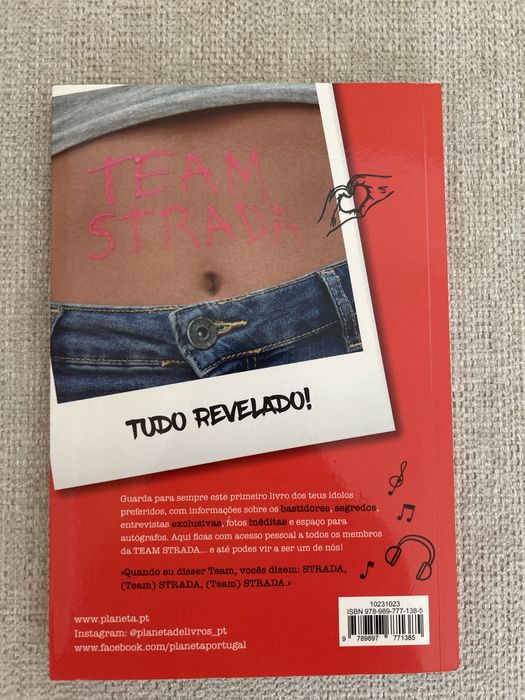 TEAM
STRADA
TUDO REVELADO!
Guarda para sempre este primeiro livro dos teus ídolos
preferidos, com informações sobre os bastidores, segredos,
entrevistas exclusivas, fotos inéditas e espaço para
autógrafos. Aqui ficas com acesso pessoal a todos os membros
da TEAM STRADA... e até podes vir a ser um de nós!
«Quando eu disser Team, vocês dizem: STRADA,
(Team) STRADA, (Team) STRADA.»
www.planeta.pt
Instagram: @planetadelivros_pt
www.facebook.com/planetaportugal
10231023
ISBN 978-989-777-138-5
9 789897 771385